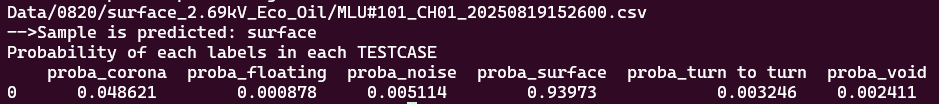 Data/0820/surface_2.69kV_Eco_Oil/MLU#101_CH01_20250819152600.csv
-->Sample is predicted: surface
Probability of each labels in each TESTCASE
proba_corona proba_floating proba_noise proba_surface proba_turn to turn proba_void
0 0.048621 0.000878 0.005114 0.93973 0.003246 0.002411